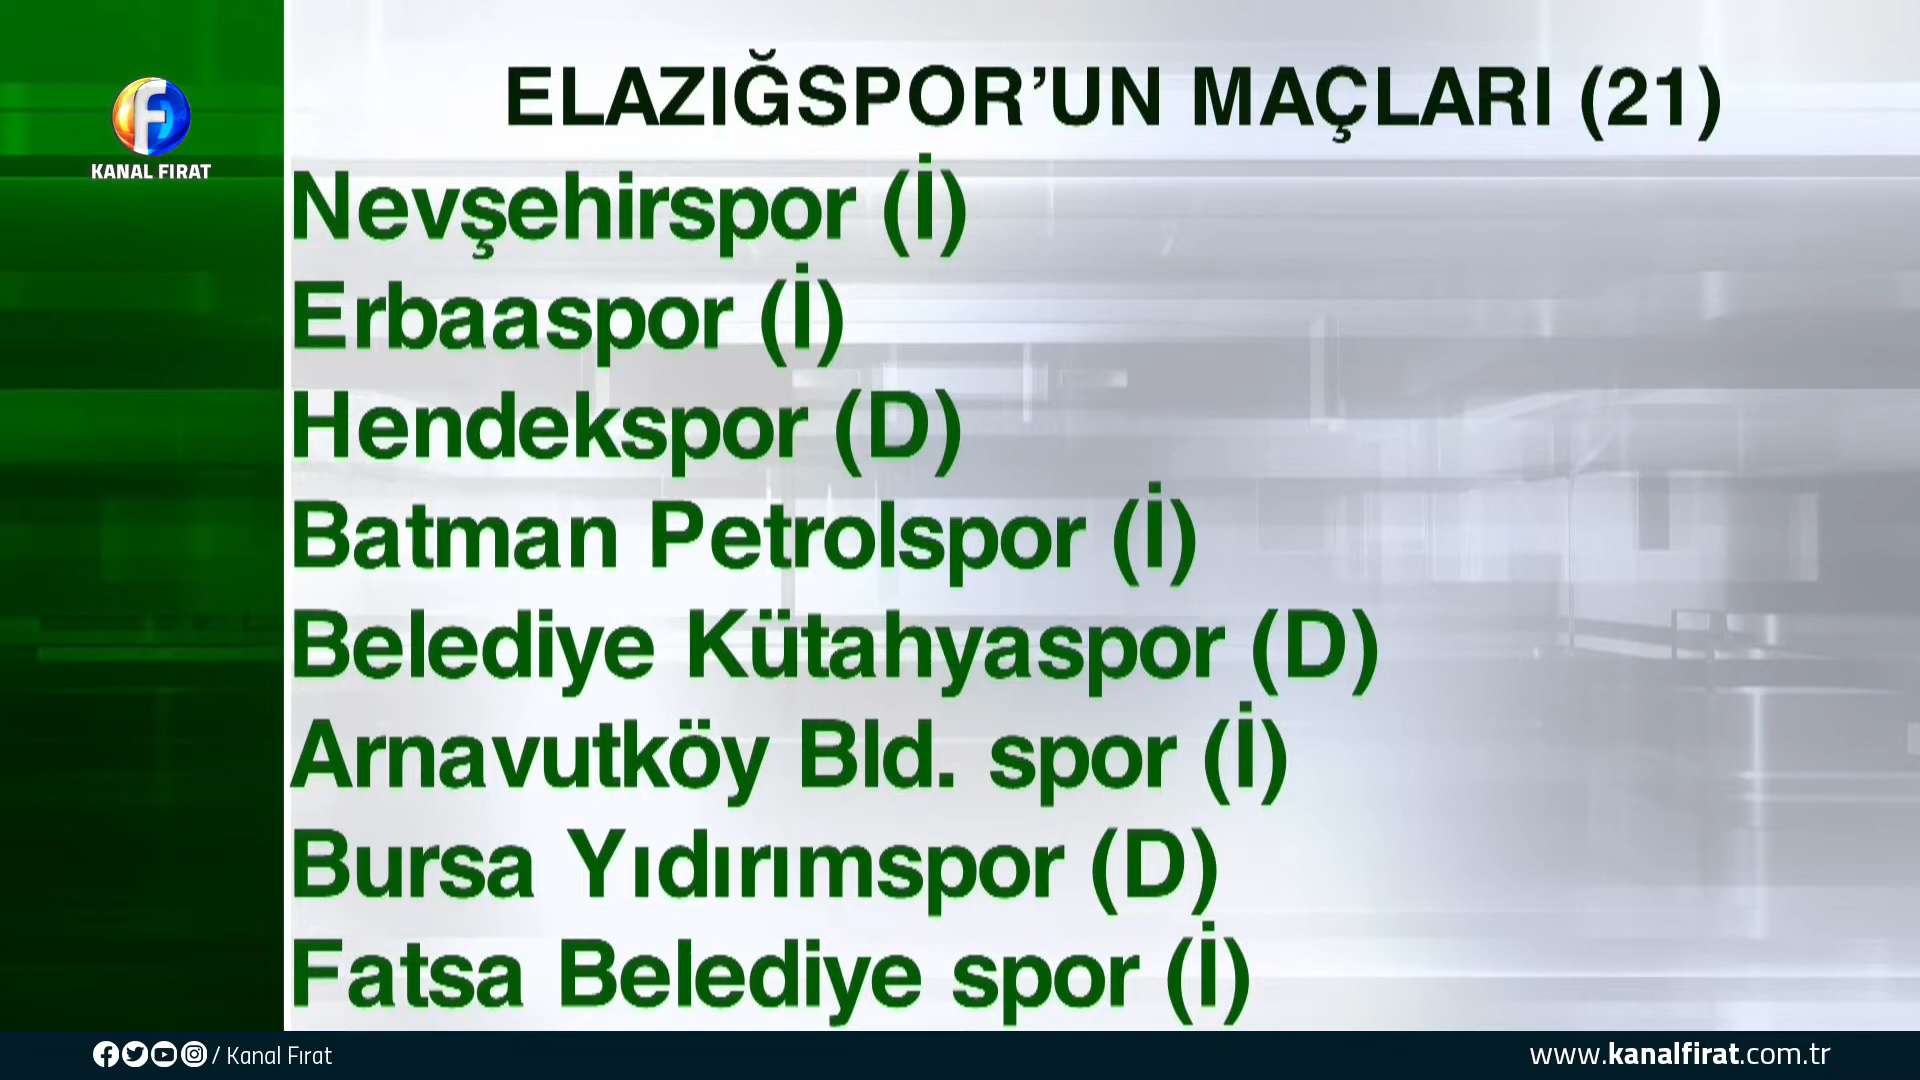 KANAL FIRAT
ELAZIĞSPOR'UN MAÇLARI (21)
Nevşehirspor (İ)
Erbaaspor (İ)
Hendekspor (D)
Batman Petrolspor (İ)
Belediye Kütahyaspor (D)
Arnavutköy Bld. spor (İ)
Bursa Yıdırımspor (D)
Fatsa Belediye spor (İ)
/ Kanal Fırat
www.kanalfirat.com.tr